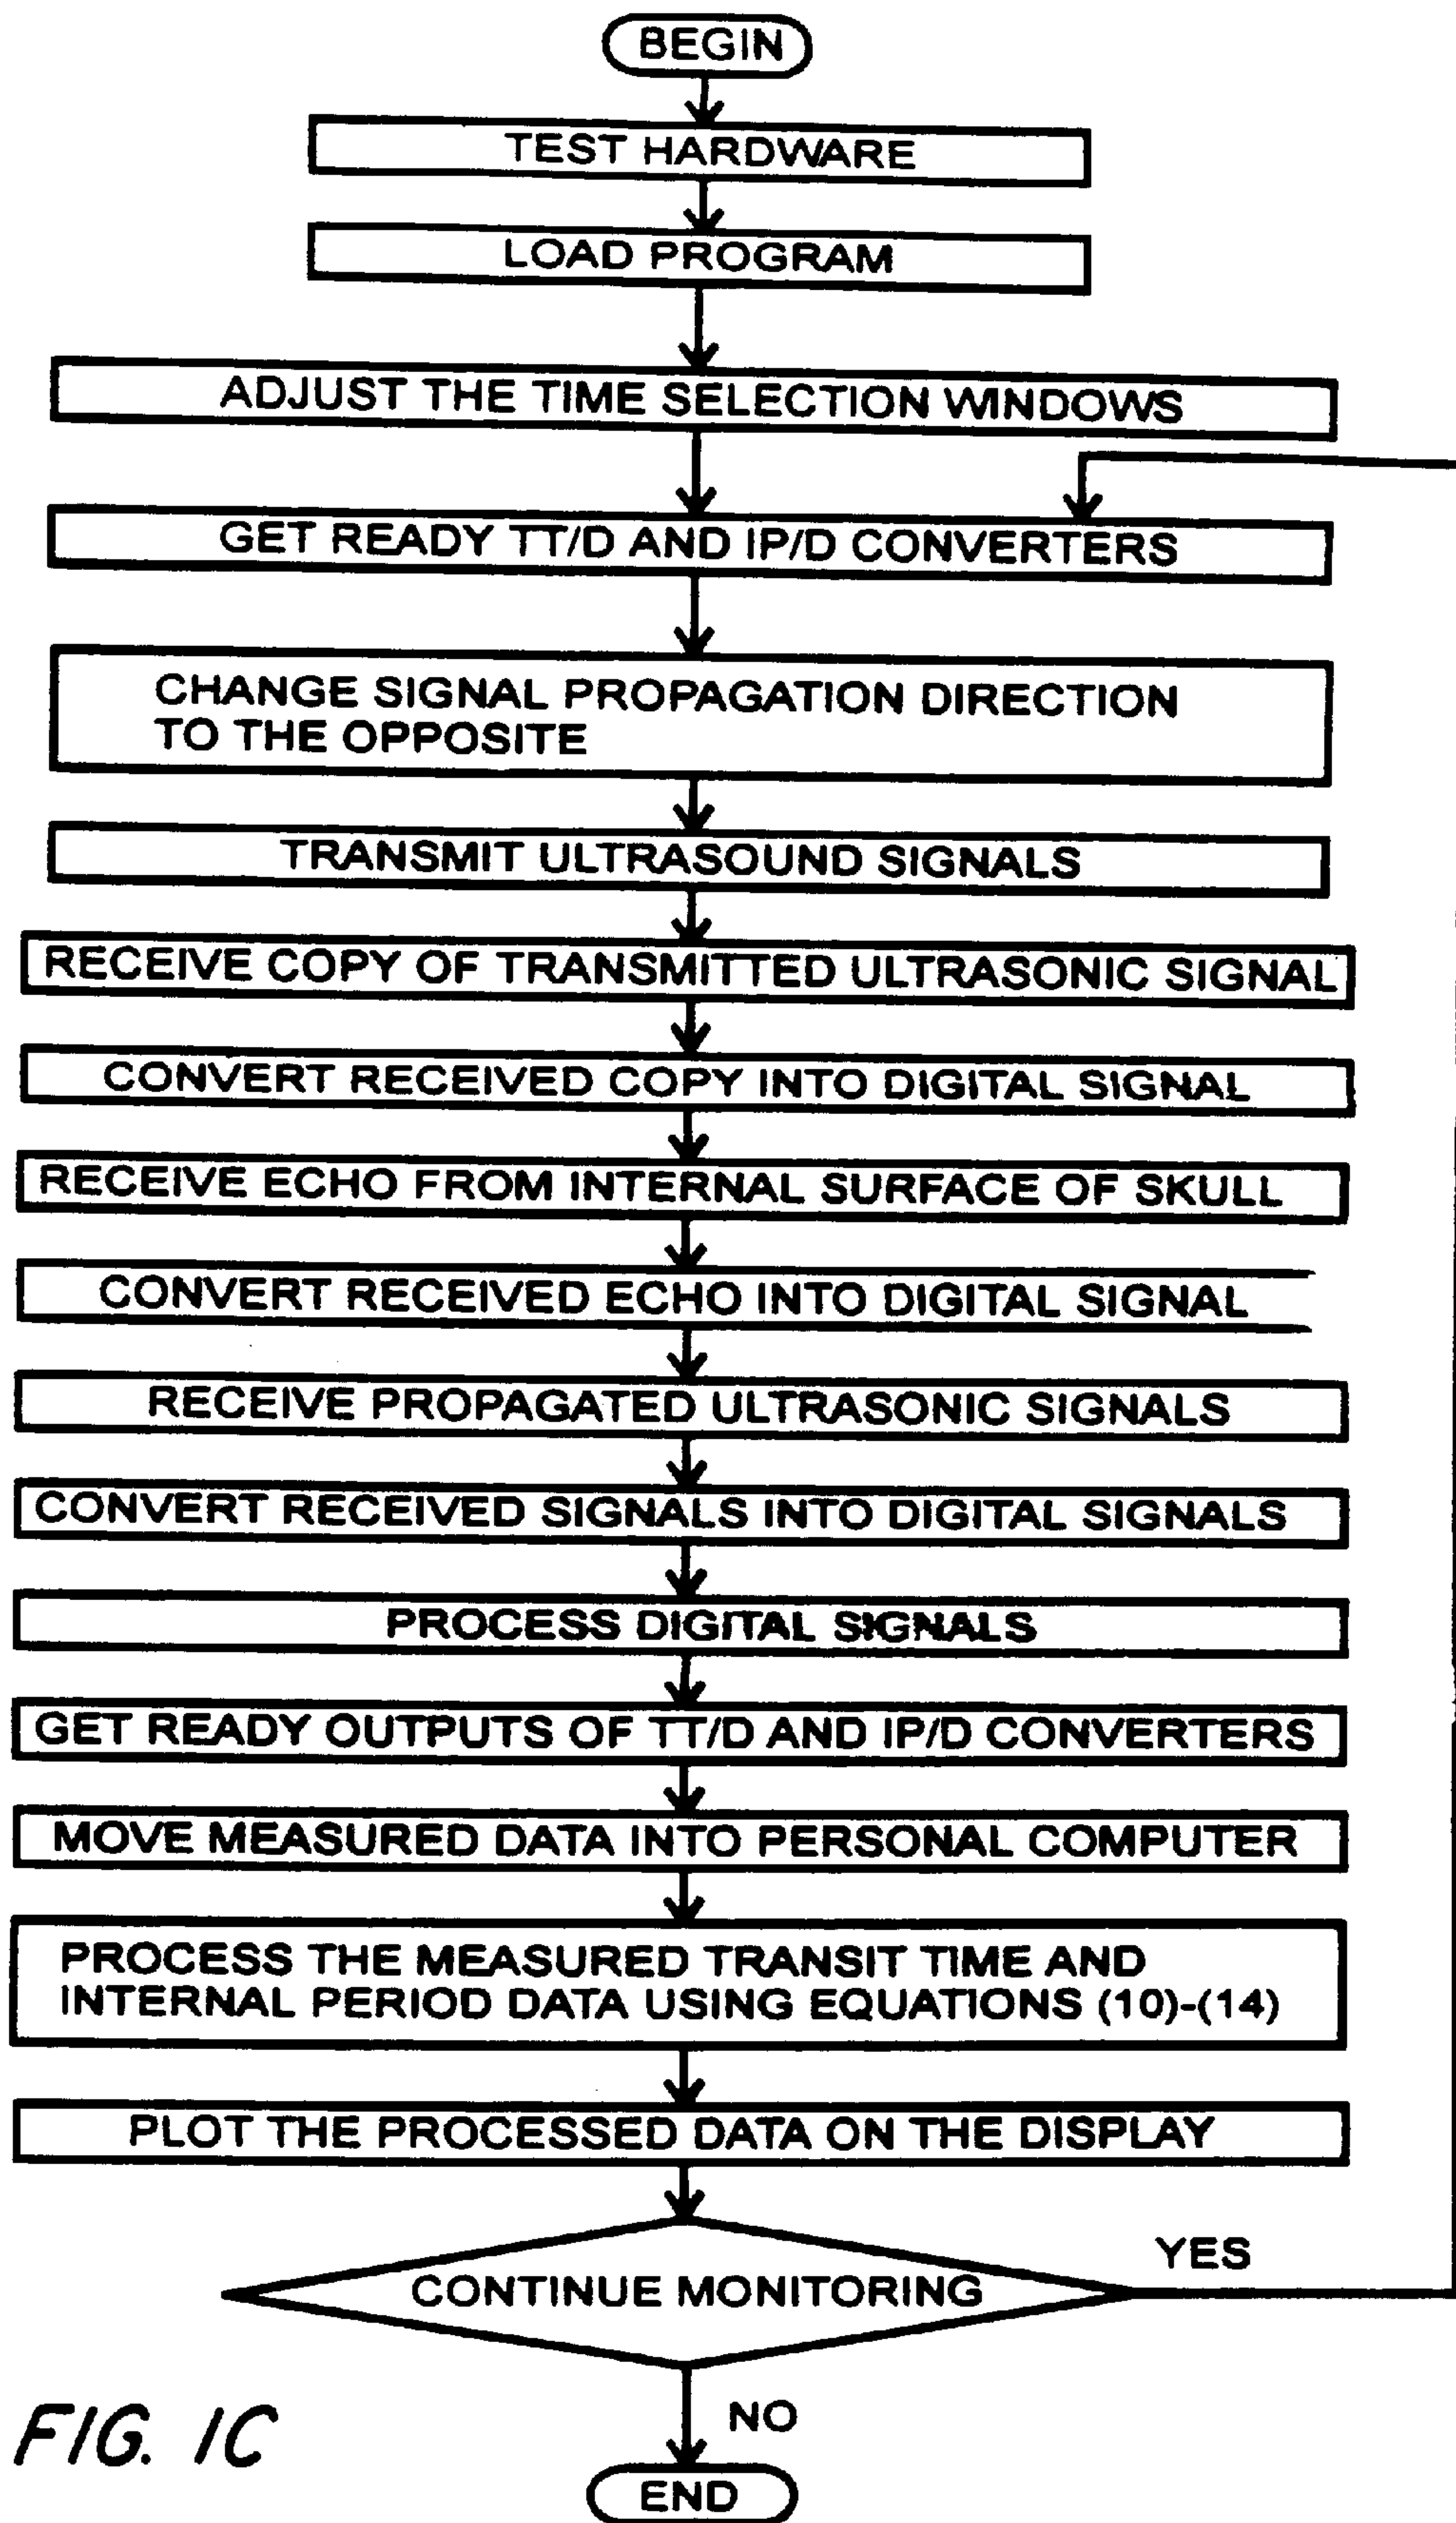 BEGIN
TEST HARDWARE
LOAD PROGRAM
ADJUST THE TIME SELECTION WINDOWS
GET READY TT/D AND IP/D CONVERTERS
CHANGE SIGNAL PROPAGATION DIRECTION
TO THE OPPOSITE
TRANSMIT ULTRASOUND SIGNALS
RECEIVE COPY OF TRANSMITTED ULTRASONIC SIGNAL
CONVERT RECEIVED COPY INTO DIGITAL SIGNAL
RECEIVE ECHO FROM INTERNAL SURFACE OF SKULL
CONVERT RECEIVED ECHO INTO DIGITAL SIGNAL
RECEIVE PROPAGATED ULTRASONIC SIGNALS
CONVERT RECEIVED SIGNALS INTO DIGITAL SIGNALS
PROCESS DIGITAL SIGNALS
GET READY OUTPUTS OF TT/D AND IP/D CONVERTERS
MOVE MEASURED DATA INTO PERSONAL COMPUTER
PROCESS THE MEASURED TRANSIT TIME AND
INTERNAL PERIOD DATA USING EQUATIONS (10)-(14)
PLOT THE PROCESSED DATA ON THE DISPLAY
YES
CONTINUE MONITORING
NO
FIG. 1C
END